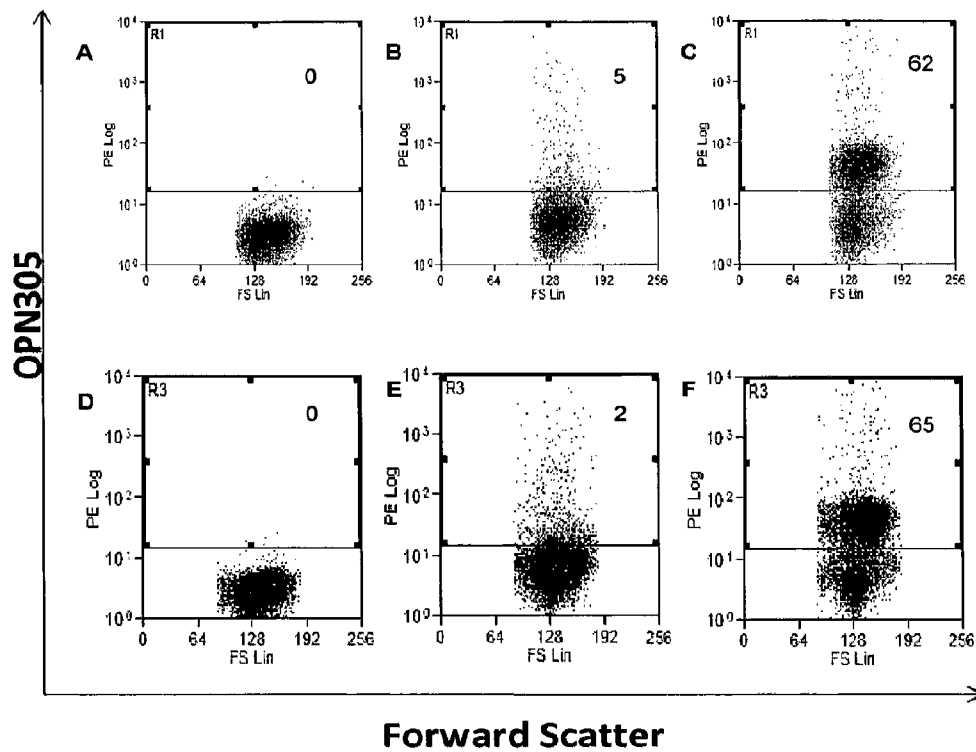 OPN305
A
R1
0
PE Log
10⁴
10³
10²
10¹
10⁰
0 64 128 192 256
FS Lin
B
R1
5
PE Log
10⁴
10³
10²
10¹
10⁰
0 64 128 192 256
FS Lin
C
R1
62
PE Log
10⁴
10³
10²
10¹
10⁰
0 64 128 192 256
FS Lin
D
R3
0
PE Log
10⁴
10³
10²
10¹
10⁰
0 64 128 192 256
FS Lin
E
R3
2
PE Log
10⁴
10³
10²
10¹
10⁰
0 64 128 192 256
FS Lin
F
R3
65
PE Log
10⁴
10³
10²
10¹
10⁰
0 64 128 192 256
FS Lin
Forward Scatter